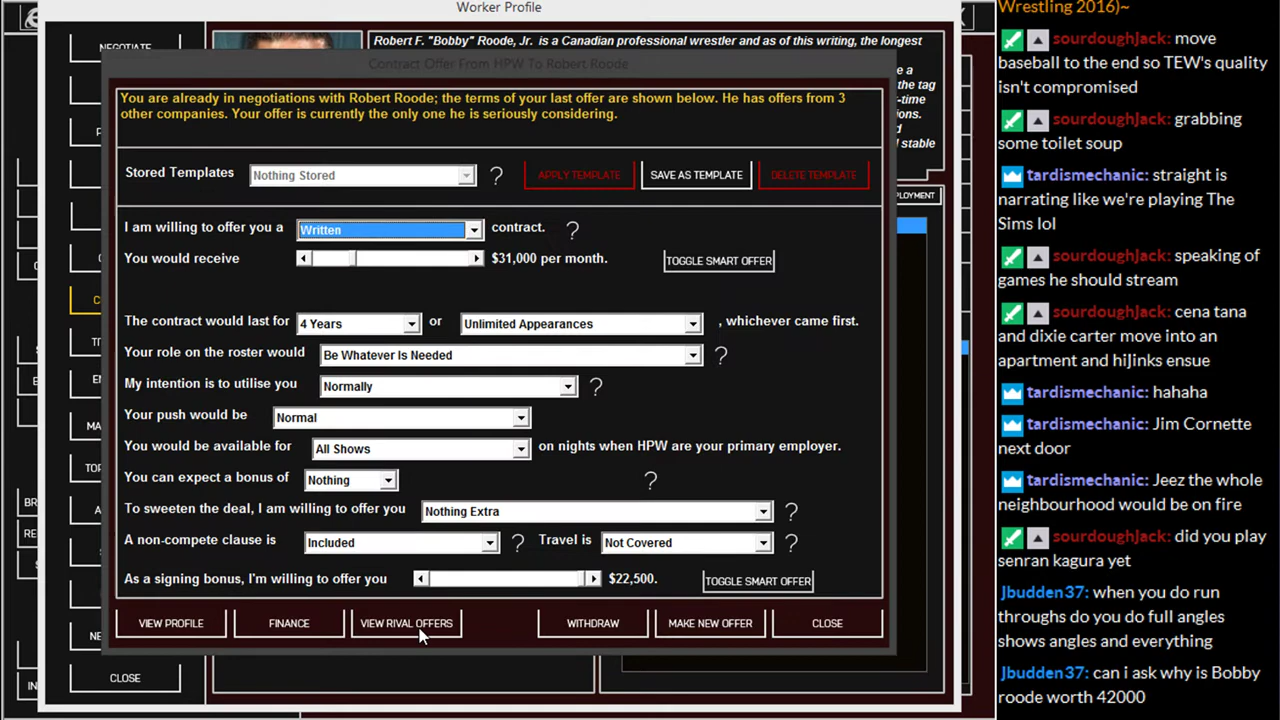 Worker Profile
NEGOTIATE
Robert F. "Bobby" Roode, Jr. is a Canadian professional wrestler and as of this writing, the longest
Contract Offer From HPW To Robert Roode
You are already in negotiations with Robert Roode; the terms of your last offer are shown below. He has offers from 3
other companies. Your offer is currently the only one he is seriously considering.
Stored Templates
Nothing Stored
?
APPLY TEMPLATE
SAVE AS TEMPLATE
DELETE TEMPLATE
I am willing to offer you a
Written
contract.
?
You would receive
$31,000 per month.
TOGGLE SMART OFFER
The contract would last for
4 Years
or
Unlimited Appearances
, whichever came first.
Your role on the roster would
Be Whatever Is Needed
?
My intention is to utilise you
Normally
?
Your push would be
Normal
You would be available for
All Shows
on nights when HPW are your primary employer.
You can expect a bonus of
Nothing
?
To sweeten the deal, I am willing to offer you
Nothing Extra
?
A non-compete clause is
Included
?
Travel is
Not Covered
?
As a signing bonus, I'm willing to offer you
$22,500.
TOGGLE SMART OFFER
VIEW PROFILE
FINANCE
VIEW RIVAL OFFERS
WITHDRAW
MAKE NEW OFFER
CLOSE
CLOSE
Wrestling 2016)~
sourdoughJack: move
baseball to the end so TEW's quality
isn't compromised
sourdoughJack: grabbing
some toilet soup
tardismechanic: straight is
narrating like we're playing The
Sims lol
sourdoughJack: speaking of
games he should stream
sourdoughJack: cena tana
and dixie carter move into an
apartment and hiJinks ensue
tardismechanic: hahaha
tardismechanic: Jim Cornette
next door
tardismechanic: Jeez the whole
neighbourhood would be on fire
sourdoughJack: did you play
senran kagura yet
Jbudden37: when you do run
throughs do you do full angles
shows angles and everything
Jbudden37: can i ask why is Bobby
roode worth 42000